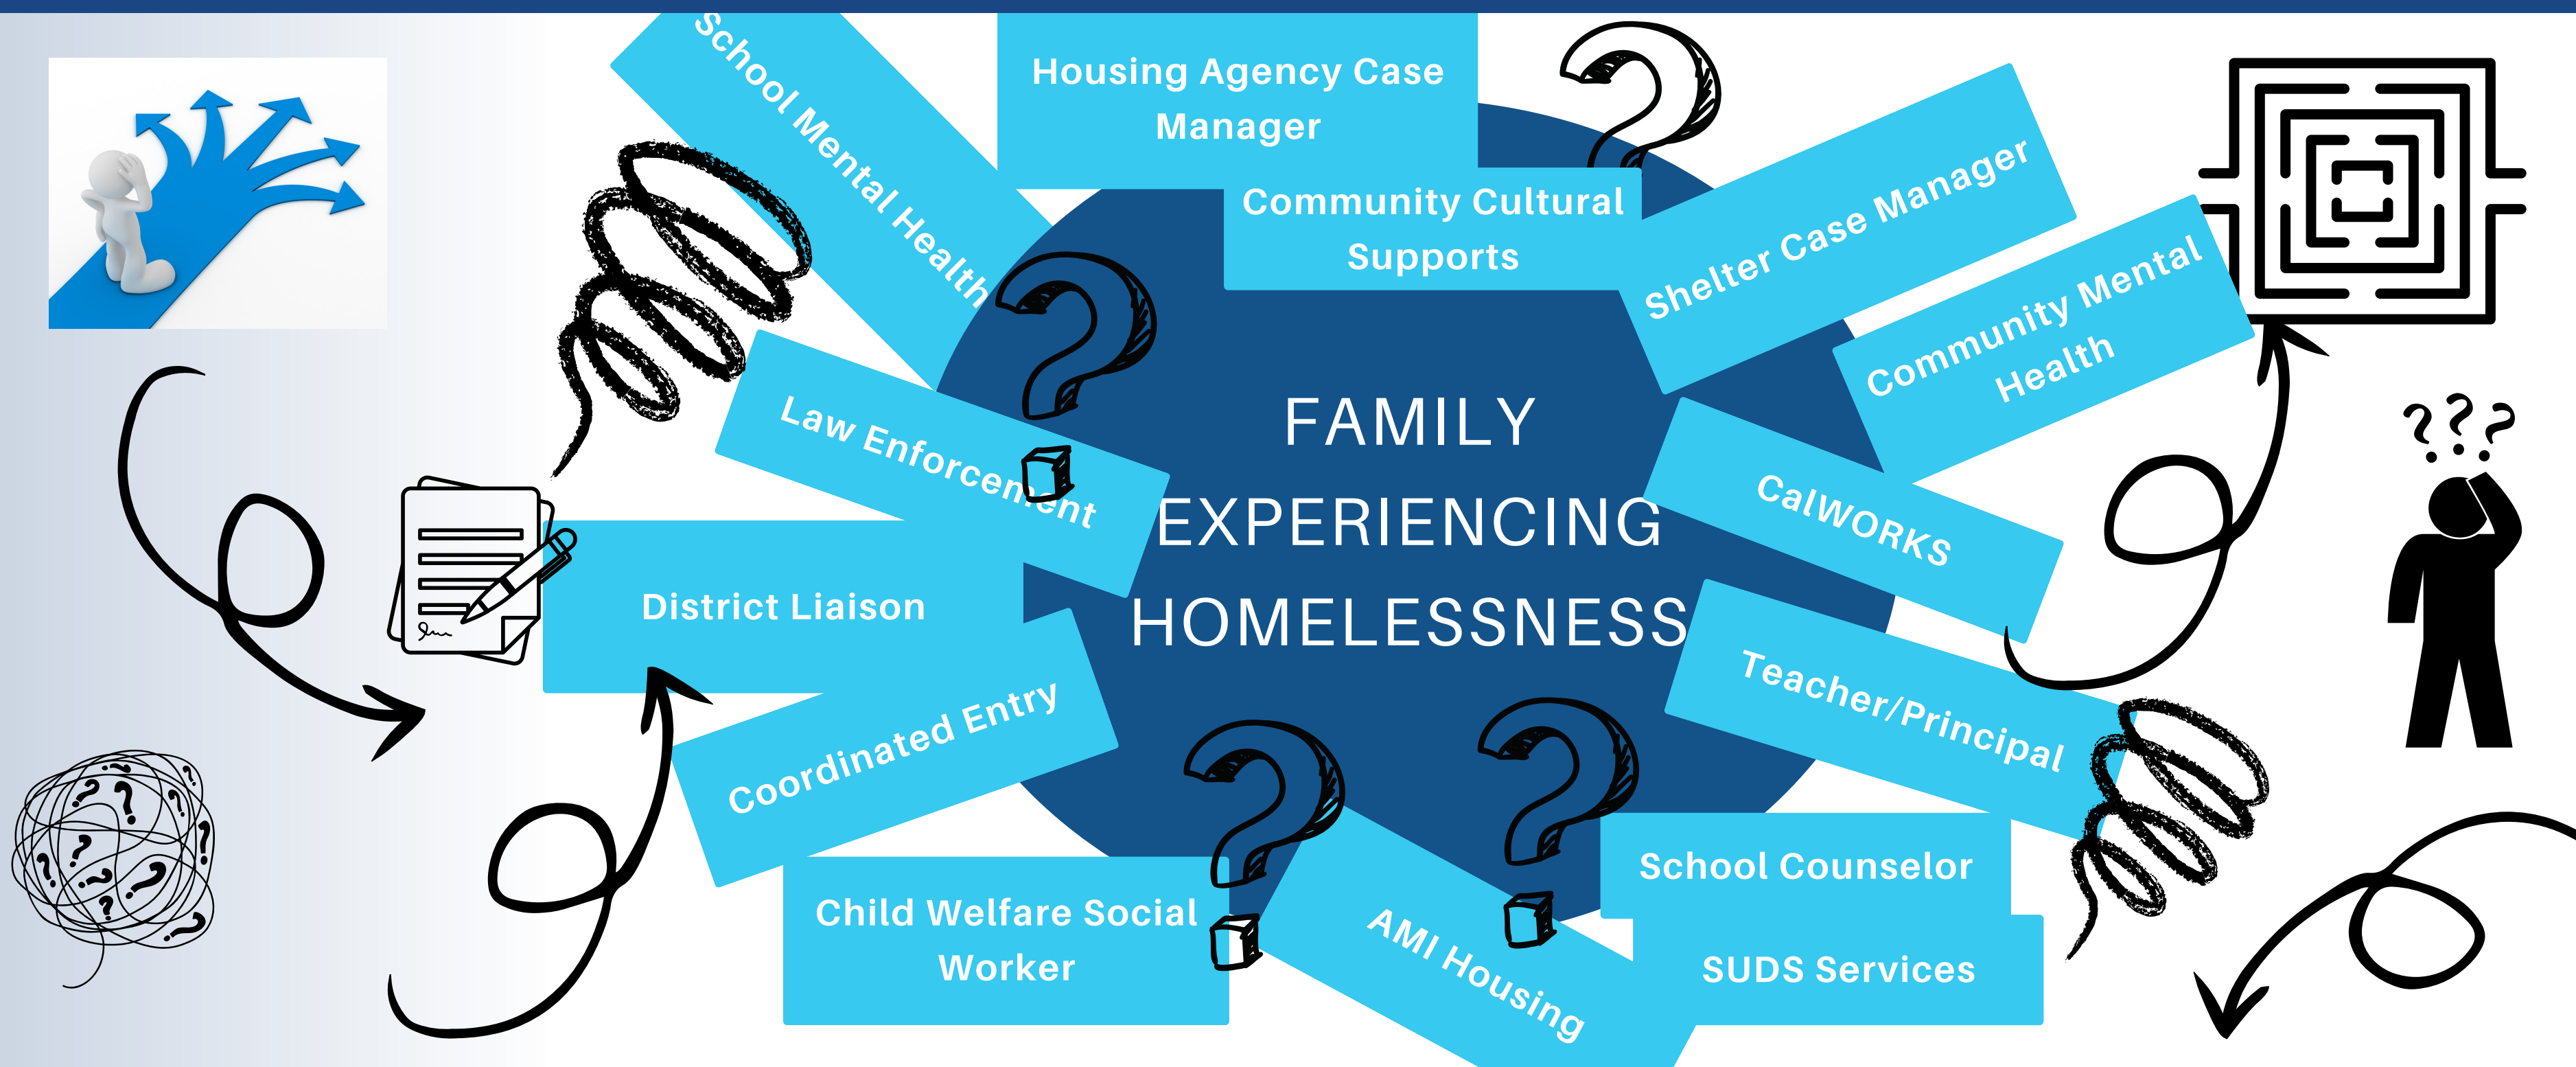 School Mental Health
Housing Agency Case
Manager
Community Cultural
Supports
Shelter Case Manager
Community Mental
Health
Law Enforcement
FAMILY
EXPERIENCING
HOMELESSNESS
CalWORKS
District Liaison
Teacher/Principal
Coordinated Entry
School Counselor
Child Welfare Social
Worker
AMI Housing
SUDS Services